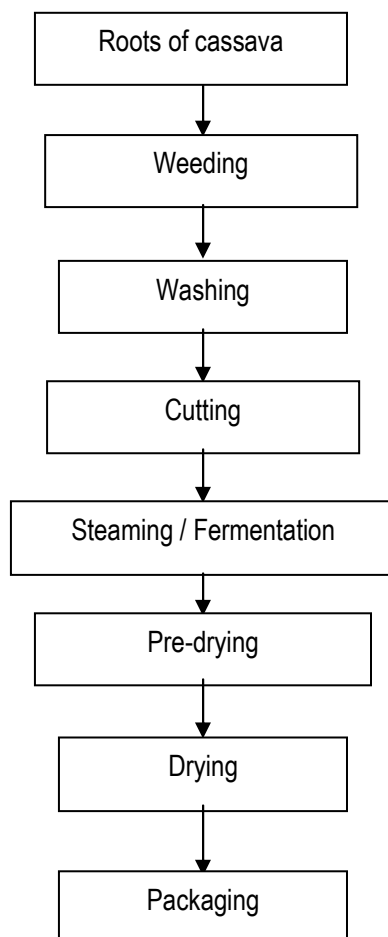 Roots of cassava
Weeding
Washing
Cutting
Steaming / Fermentation
Pre-drying
Drying
Packaging